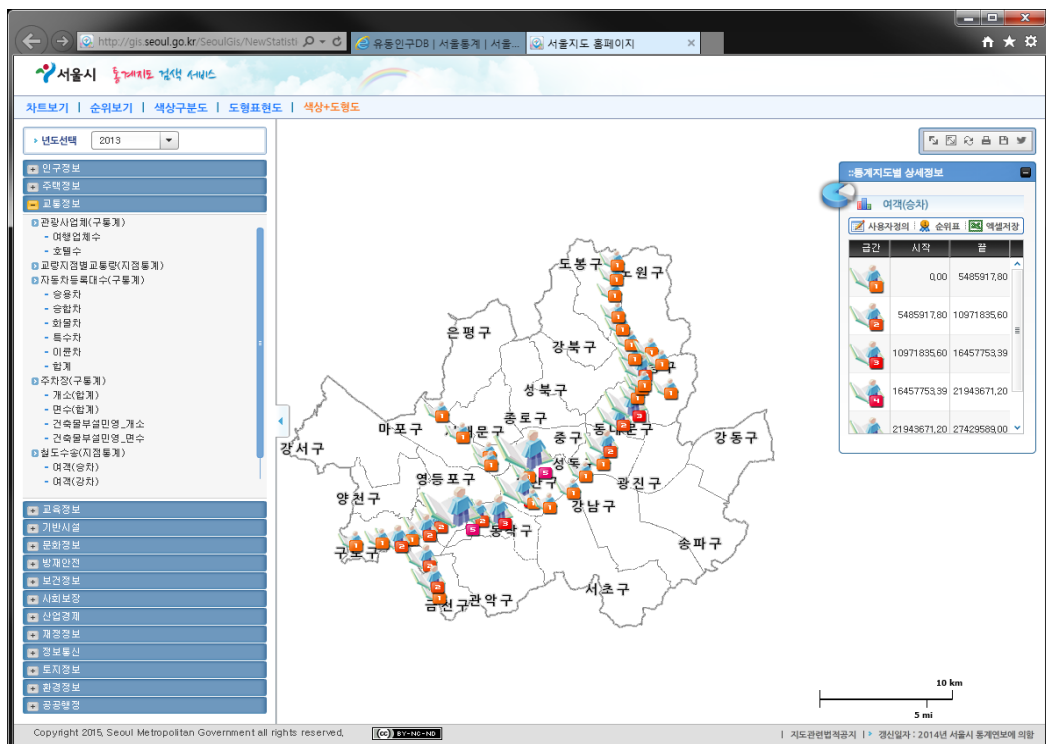 http://gis.seoul.go.kr/SeoulGis/NewStatisti
유동인구DB | 서울통계 | 서울...
서울지도 홈페이지
서울시 통계지도 검색 서비스
차트보기 | 순위보기 | 색상구분도 | 도형표현도 | 색상+도형도
년도선택 2013
인구정보
주택정보
교통정보
관광사업체(구통계)
- 여행업체수
- 호텔수
교량지점별교통량(지점통계)
자동차등록대수(구통계)
- 승용차
- 승합차
- 화물차
- 특수차
- 이륜차
- 합계
주차장(구통계)
- 개소(합계)
- 면수(합계)
- 건축물부설민영_개소
- 건축물부설민영_면수
철도수송(지점통계)
- 여객(승차)
- 여객(강차)
교육정보
기반시설
문화정보
방재안전
보건정보
사회보장
산업경제
재정정보
정보통신
토지정보
환경정보
공공행정
도봉구
노원구
은평구
강북구
성북구
종로구
마포구
대문구
중구
동대문구
강동구
강서구
성동구
영등포구
광진구
양천구
강남구
동작구
구로구
송파구
서초구
금천구
관악구
::통계지도별 상세정보
여객(승차)
사용자정의 순위표 엑셀저장
급간 시작 끝
1 0,00 5485917,80
2 5485917,80 10971835,60
3 10971835,60 16457753,39
4 16457753,39 21943671,20
21943671,20 27429589,00
10 km
5 mi
Copyright 2015, Seoul Metropolitan Government all rights reserved,
(cc) BY-NC-ND
| 지도관련법적공지 | 갱신일자 : 2014년 서울시 통계연보에 의함